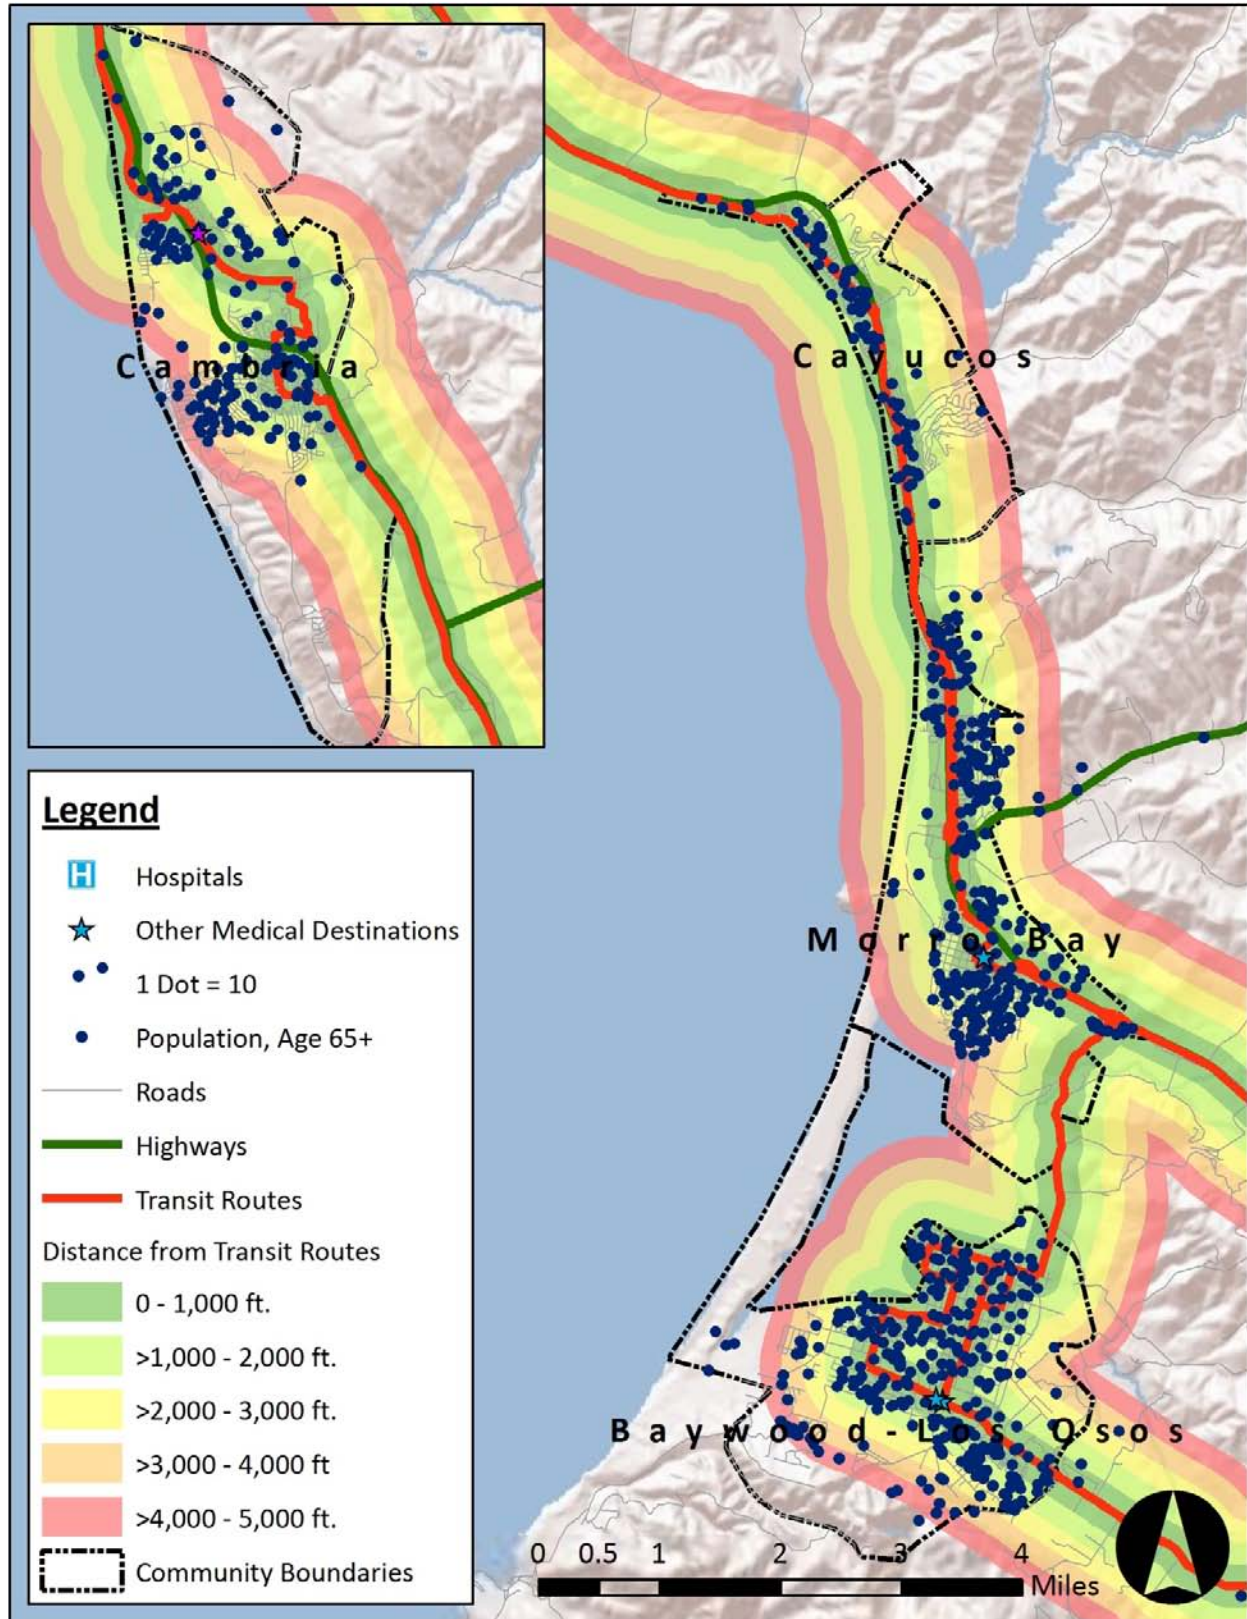 Cambria
Cayucos
Morro Bay
Baywood-Los Osos
Legend
H
Hospitals
Other Medical Destinations
1 Dot = 10
Population, Age 65+
Roads
Highways
Transit Routes
Distance from Transit Routes
0 - 1,000 ft.
>1,000 - 2,000 ft.
>2,000 - 3,000 ft.
>3,000 - 4,000 ft
>4,000 - 5,000 ft.
Community Boundaries
0 0.5 1 2 3 4
Miles